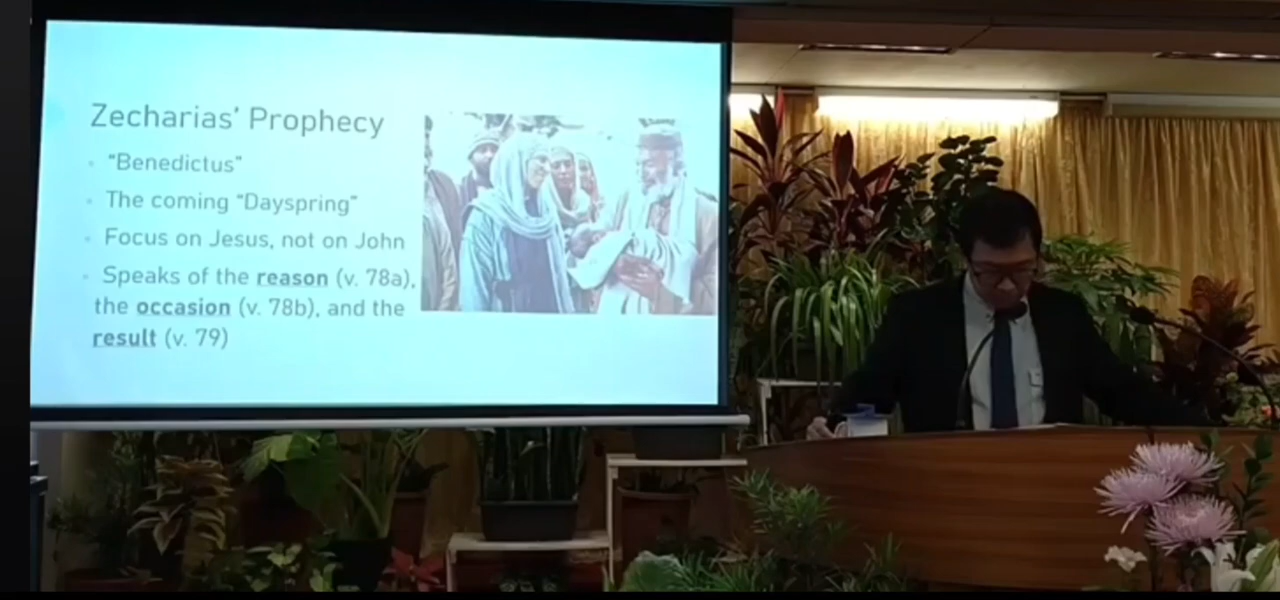 Zecharias' Prophecy
"Benedictus"
The coming "Dayspring"
Focus on Jesus, not on John
Speaks of the reason (v. 78a),
the occasion (v. 78b), and the
result (v. 79)